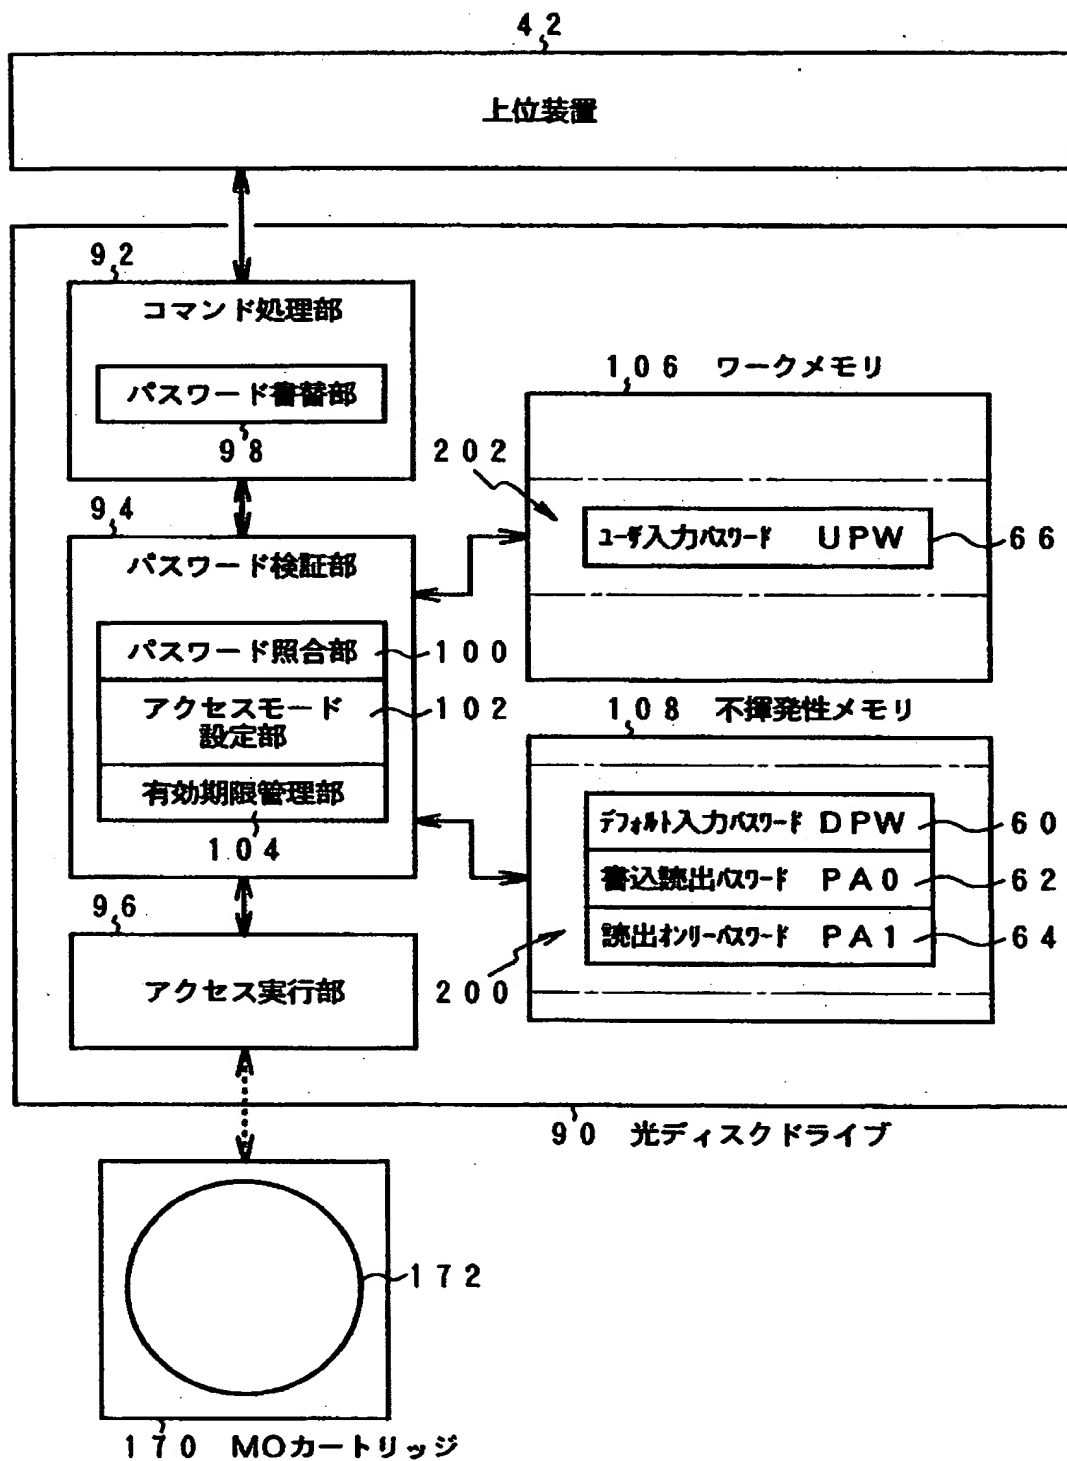 42
上位装置
92
コマンド処理部
パスワード書替部
98
106 ワークメモリ
202
ユーザ入力パスワード UPW
66
94
パスワード検証部
パスワード照合部
100
アクセスモード
設定部
102
有効期限管理部
104
108 不揮発性メモリ
デフォルト入力パスワード DPW
60
書込読出パスワード PA0
62
読出オンリーパスワード PA1
64
200
96
アクセス実行部
90 光ディスクドライブ
172
170 MOカートリッジ